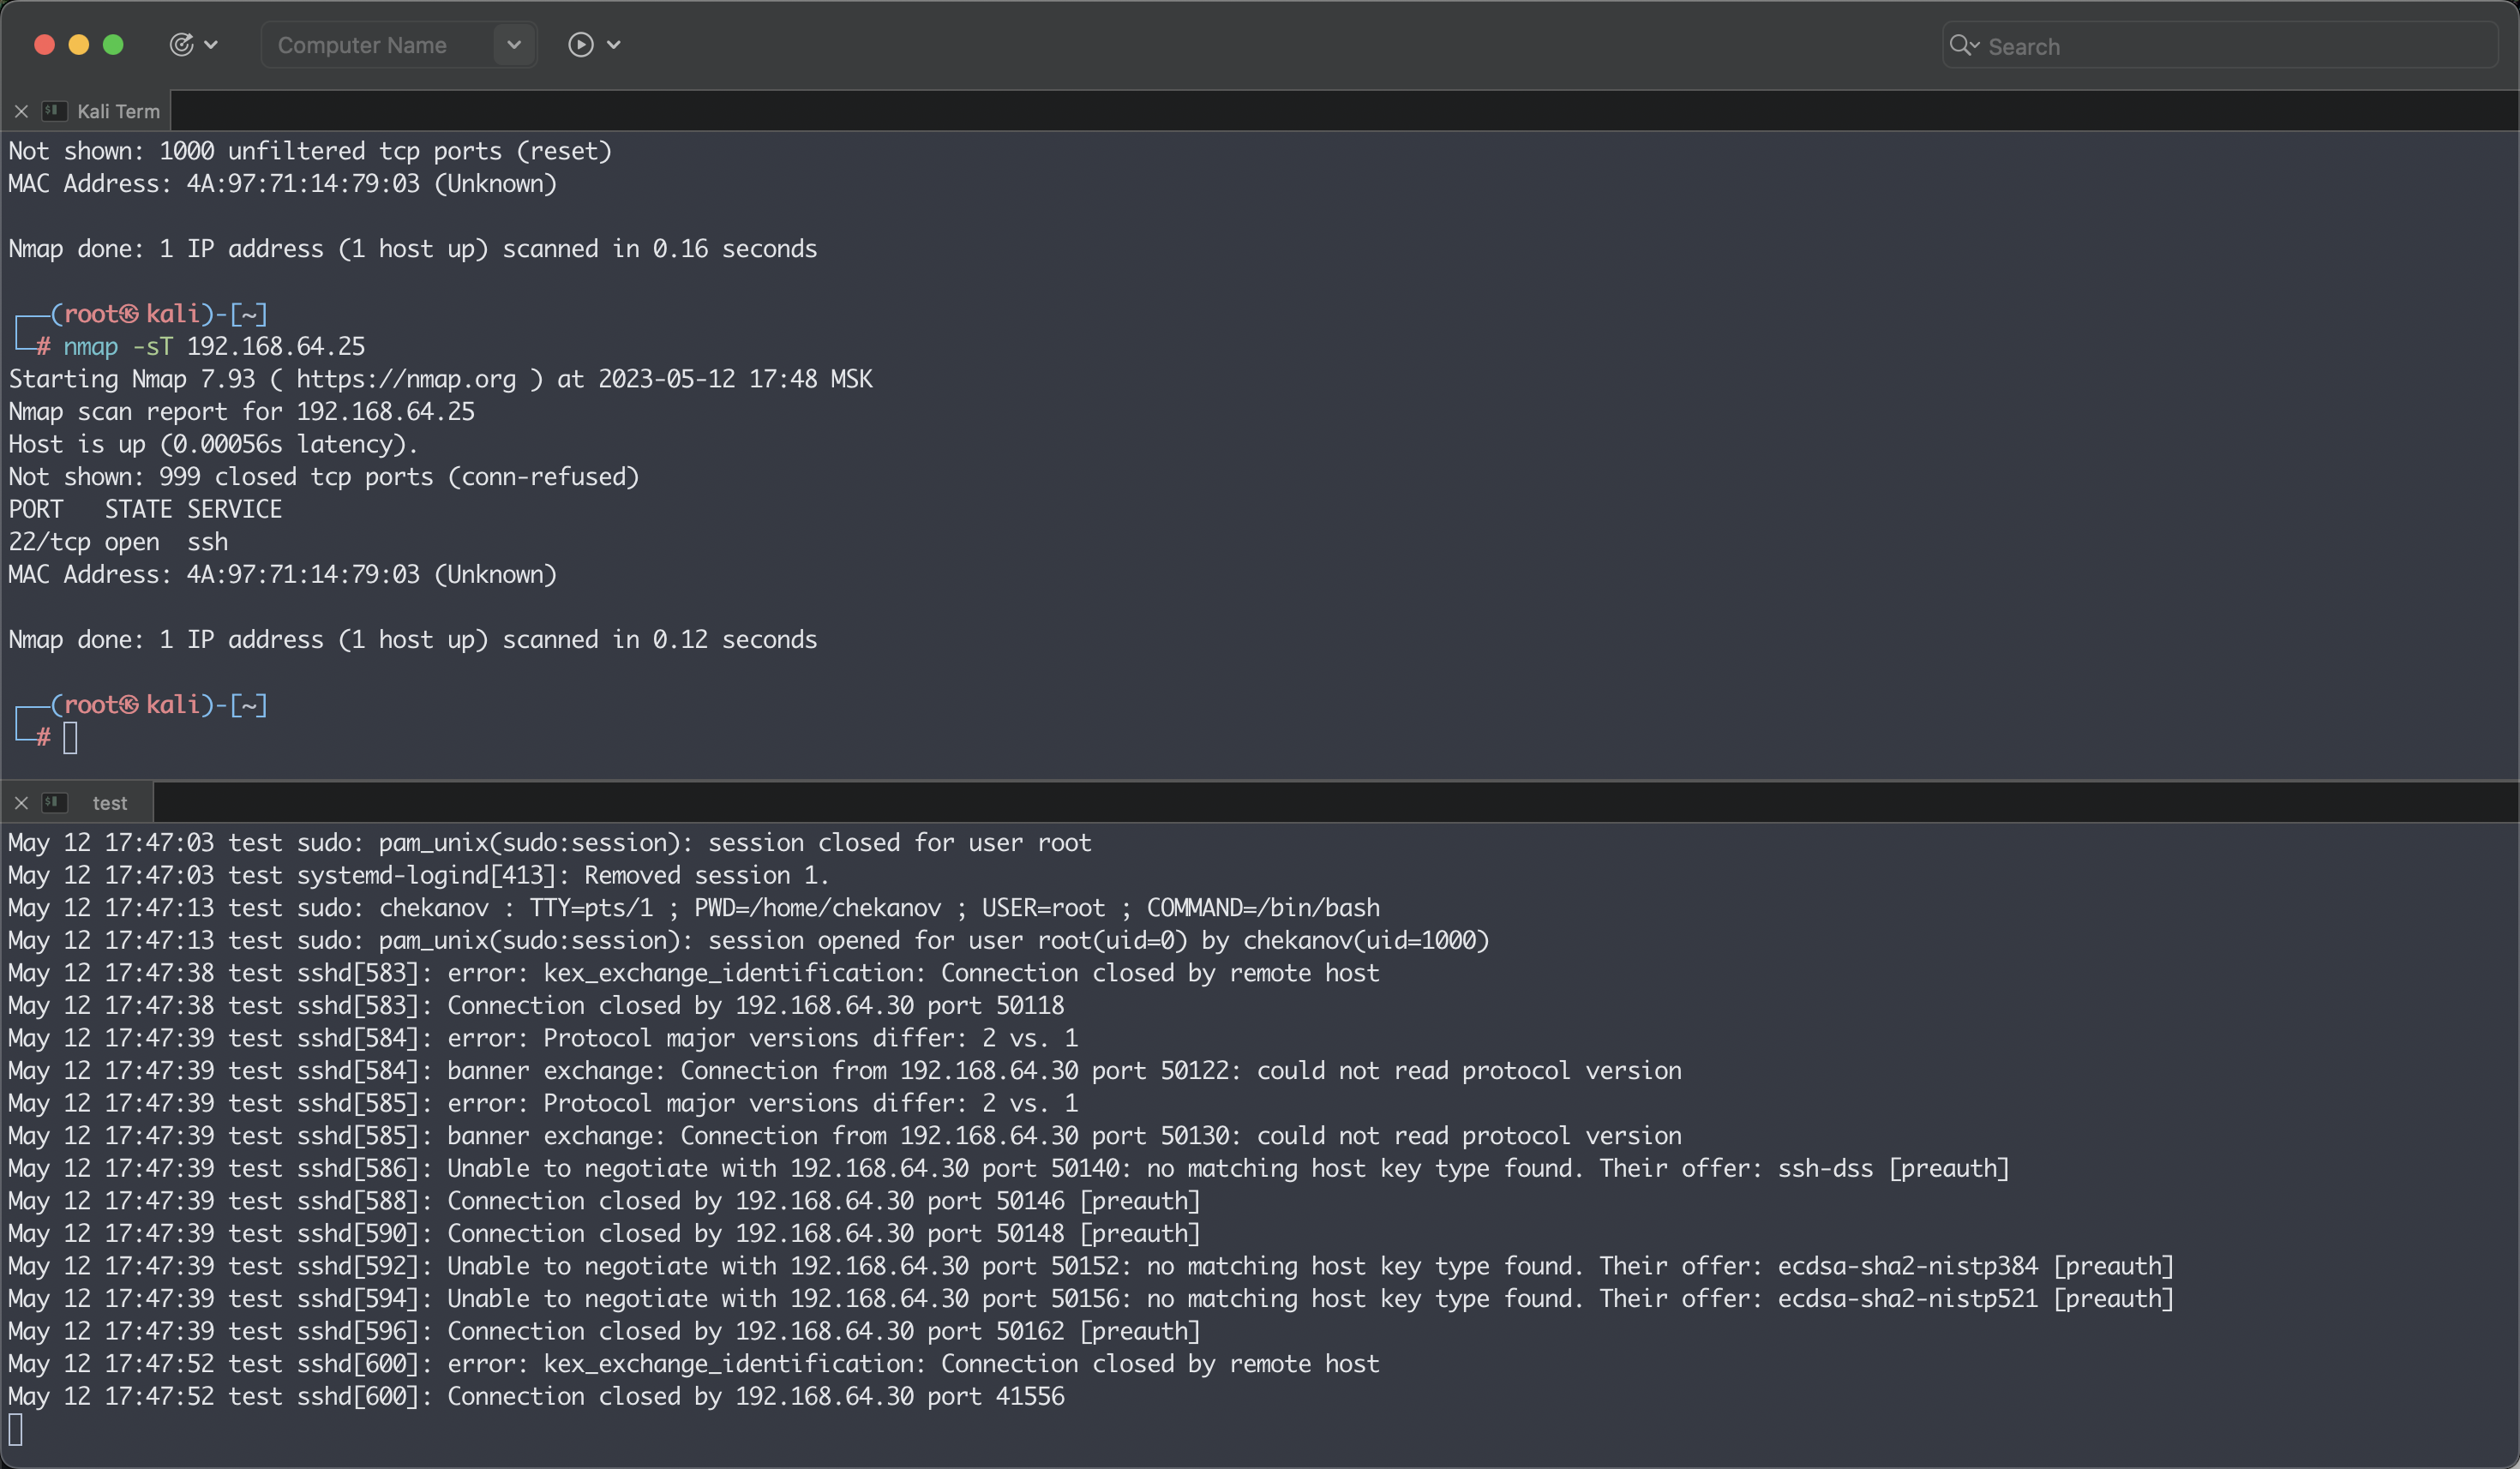 Computer Name
Search
Kali Term
Not shown: 1000 unfiltered tcp ports (reset)
MAC Address: 4A:97:71:14:79:03 (Unknown)
Nmap done: 1 IP address (1 host up) scanned in 0.16 seconds
┌──(root㉿kali)-[~]
└─# nmap -sT 192.168.64.25
Starting Nmap 7.93 ( https://nmap.org ) at 2023-05-12 17:48 MSK
Nmap scan report for 192.168.64.25
Host is up (0.00056s latency).
Not shown: 999 closed tcp ports (conn-refused)
PORT   STATE SERVICE
22/tcp open  ssh
MAC Address: 4A:97:71:14:79:03 (Unknown)
Nmap done: 1 IP address (1 host up) scanned in 0.12 seconds
┌──(root㉿kali)-[~]
└─#
test
May 12 17:47:03 test sudo: pam_unix(sudo:session): session closed for user root
May 12 17:47:03 test systemd-logind[413]: Removed session 1.
May 12 17:47:13 test sudo: chekanov : TTY=pts/1 ; PWD=/home/chekanov ; USER=root ; COMMAND=/bin/bash
May 12 17:47:13 test sudo: pam_unix(sudo:session): session opened for user root(uid=0) by chekanov(uid=1000)
May 12 17:47:38 test sshd[583]: error: kex_exchange_identification: Connection closed by remote host
May 12 17:47:38 test sshd[583]: Connection closed by 192.168.64.30 port 50118
May 12 17:47:39 test sshd[584]: error: Protocol major versions differ: 2 vs. 1
May 12 17:47:39 test sshd[584]: banner exchange: Connection from 192.168.64.30 port 50122: could not read protocol version
May 12 17:47:39 test sshd[585]: error: Protocol major versions differ: 2 vs. 1
May 12 17:47:39 test sshd[585]: banner exchange: Connection from 192.168.64.30 port 50130: could not read protocol version
May 12 17:47:39 test sshd[586]: Unable to negotiate with 192.168.64.30 port 50140: no matching host key type found. Their offer: ssh-dss [preauth]
May 12 17:47:39 test sshd[588]: Connection closed by 192.168.64.30 port 50146 [preauth]
May 12 17:47:39 test sshd[590]: Connection closed by 192.168.64.30 port 50148 [preauth]
May 12 17:47:39 test sshd[592]: Unable to negotiate with 192.168.64.30 port 50152: no matching host key type found. Their offer: ecdsa-sha2-nistp384 [preauth]
May 12 17:47:39 test sshd[594]: Unable to negotiate with 192.168.64.30 port 50156: no matching host key type found. Their offer: ecdsa-sha2-nistp521 [preauth]
May 12 17:47:39 test sshd[596]: Connection closed by 192.168.64.30 port 50162 [preauth]
May 12 17:47:52 test sshd[600]: error: kex_exchange_identification: Connection closed by remote host
May 12 17:47:52 test sshd[600]: Connection closed by 192.168.64.30 port 41556